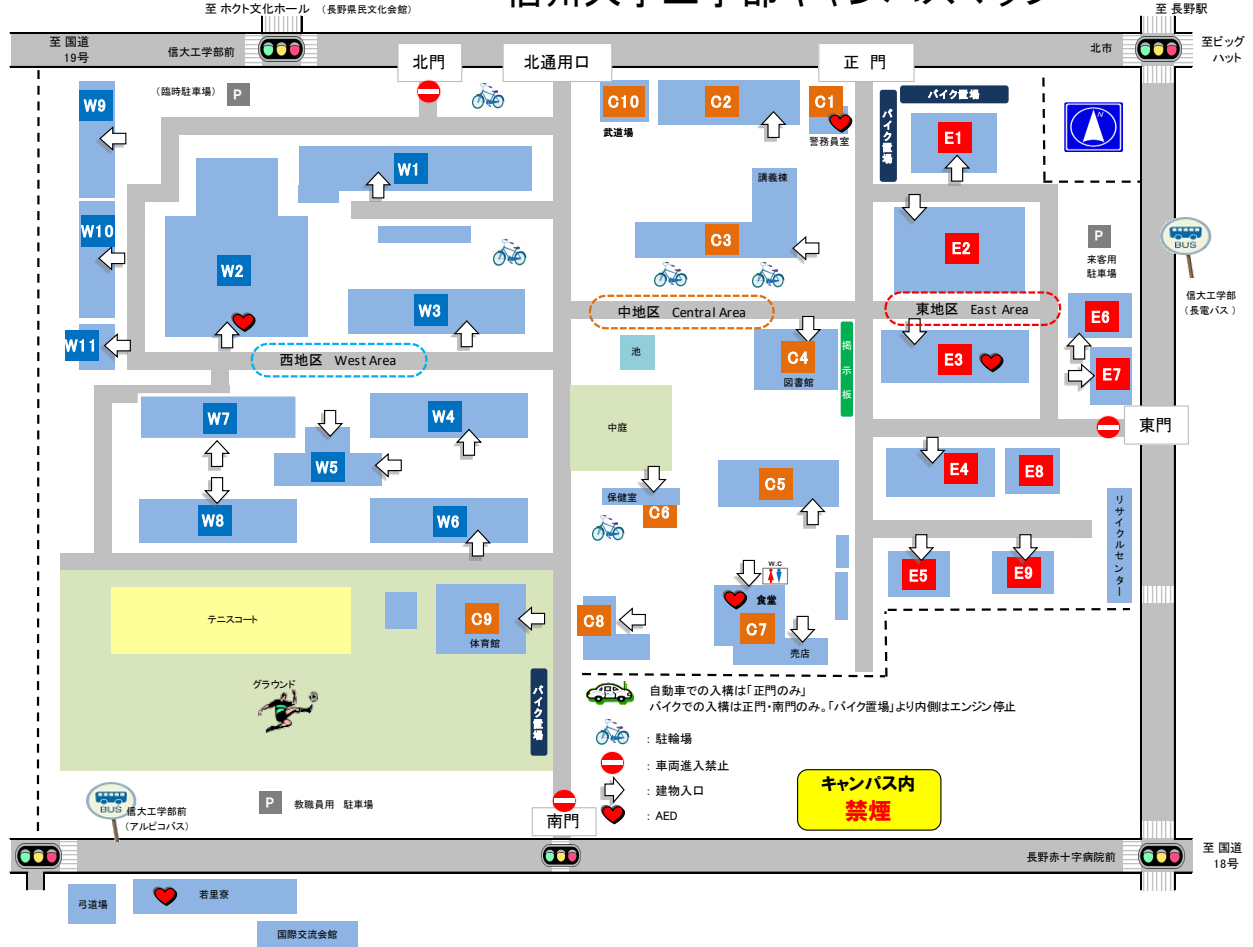 信州大学工学部キャンパスマップ
至 ホクト文化ホール （長野県民文化会館）
至 長野駅
至 国道
19号
信大工学部前
北市
至ビッグ
ハット
北門
北通用口
正 門
（臨時駐車場）
P
W9
C10
武道場
C2
C1
警務員室
バイク置場
バイク置場
E1
W1
講義棟
W10
W2
C3
E2
P
来客用
駐車場
BUS
信大工学部
（長電バス）
W3
中地区 Central Area
東地区 East Area
E6
W11
西地区 West Area
池
C4
図書館
掲示板
E3
E7
W7
W4
中庭
東門
W5
C5
E4
E8
W8
W6
保健室
C6
リサイクルセンター
E5
E9
W.C
食堂
C7
売店
C8
テニスコート
C9
体育館
グラウンド
バイク置場
自動車での入構は「正門のみ」
バイクでの入構は正門・南門のみ。「バイク置場」より内側はエンジン停止
：駐輪場
：車両進入禁止
：建物入口
：AED
キャンパス内
禁煙
BUS
信大工学部前
（アルピコバス）
P
教職員用 駐車場
南門
長野赤十字病院前
至 国道
18号
弓道場
若里寮
国際交流会館